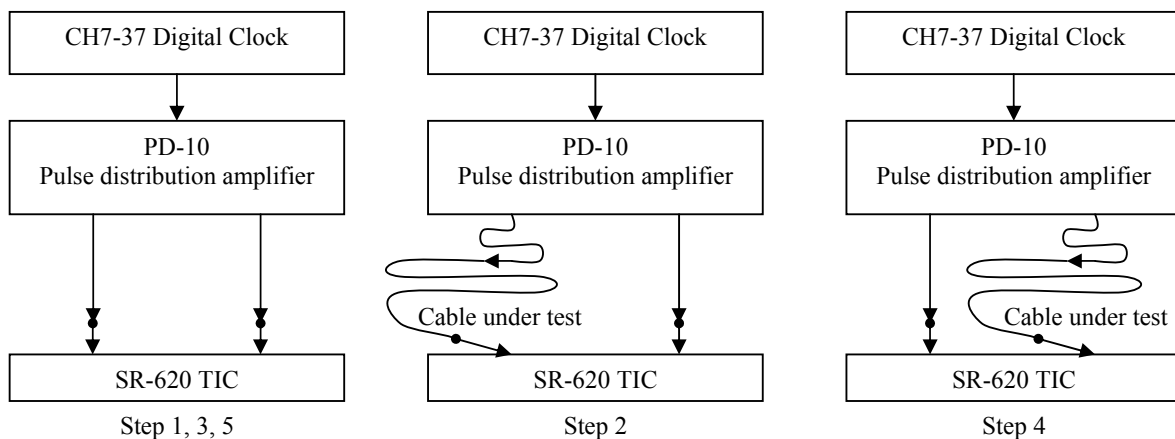 CH7-37 Digital Clock
PD-10
Pulse distribution amplifier
SR-620 TIC
Step 1, 3, 5
CH7-37 Digital Clock
PD-10
Pulse distribution amplifier
Cable under test
SR-620 TIC
Step 2
CH7-37 Digital Clock
PD-10
Pulse distribution amplifier
Cable under test
SR-620 TIC
Step 4